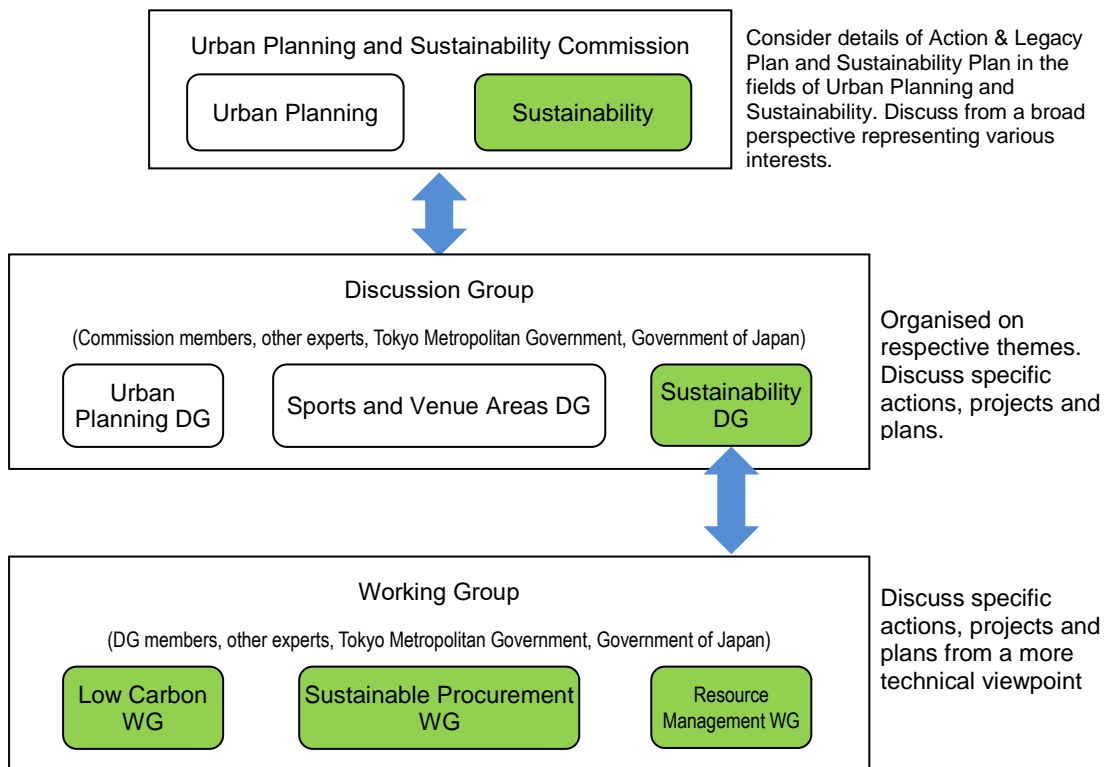 Urban Planning and Sustainability Commission
Urban Planning
Sustainability
Consider details of Action & Legacy
Plan and Sustainability Plan in the
fields of Urban Planning and
Sustainability. Discuss from a broad
perspective representing various
interests.
Discussion Group
(Commission members, other experts, Tokyo Metropolitan Government, Government of Japan)
Urban
Planning DG
Sports and Venue Areas DG
Sustainability
DG
Organised on
respective themes.
Discuss specific
actions, projects and
plans.
Working Group
(DG members, other experts, Tokyo Metropolitan Government, Government of Japan)
Low Carbon
WG
Sustainable Procurement
WG
Resource
Management WG
Discuss specific
actions, projects and
plans from a more
technical viewpoint